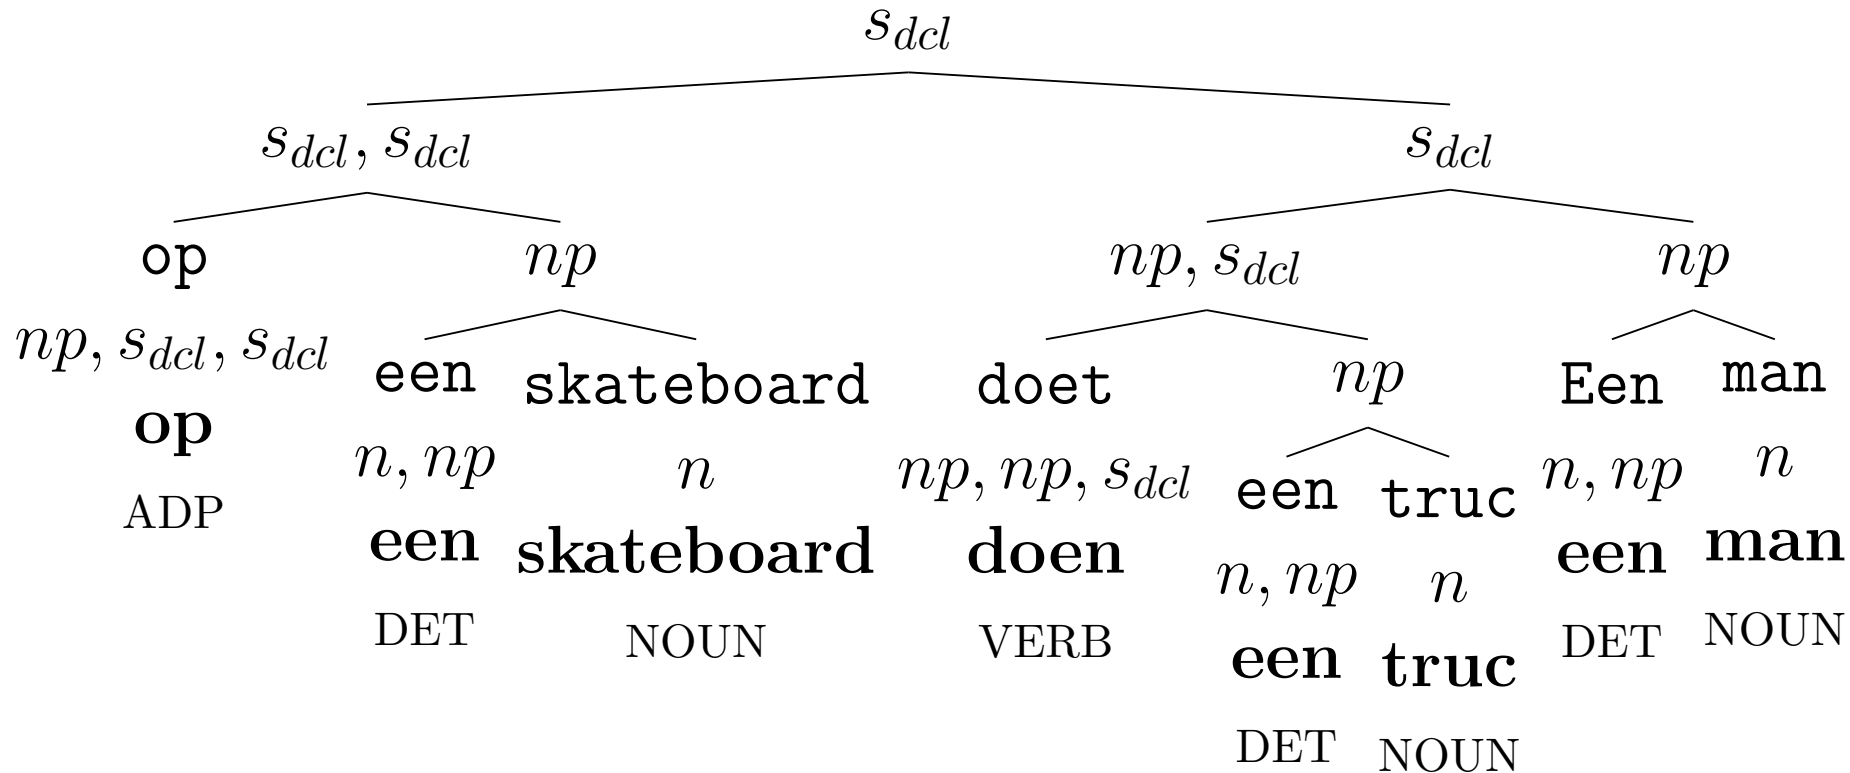 s_dcl
s_dcl, s_dcl s_dcl
op np np, s_dcl np
np, s_dcl, s_dcl een skateboard doet np Een man
op n, np n np, np, s_dcl een truc n, np n
ADP een skateboard doen n, np n een man
DET NOUN VERB een truc DET NOUN
DET NOUN